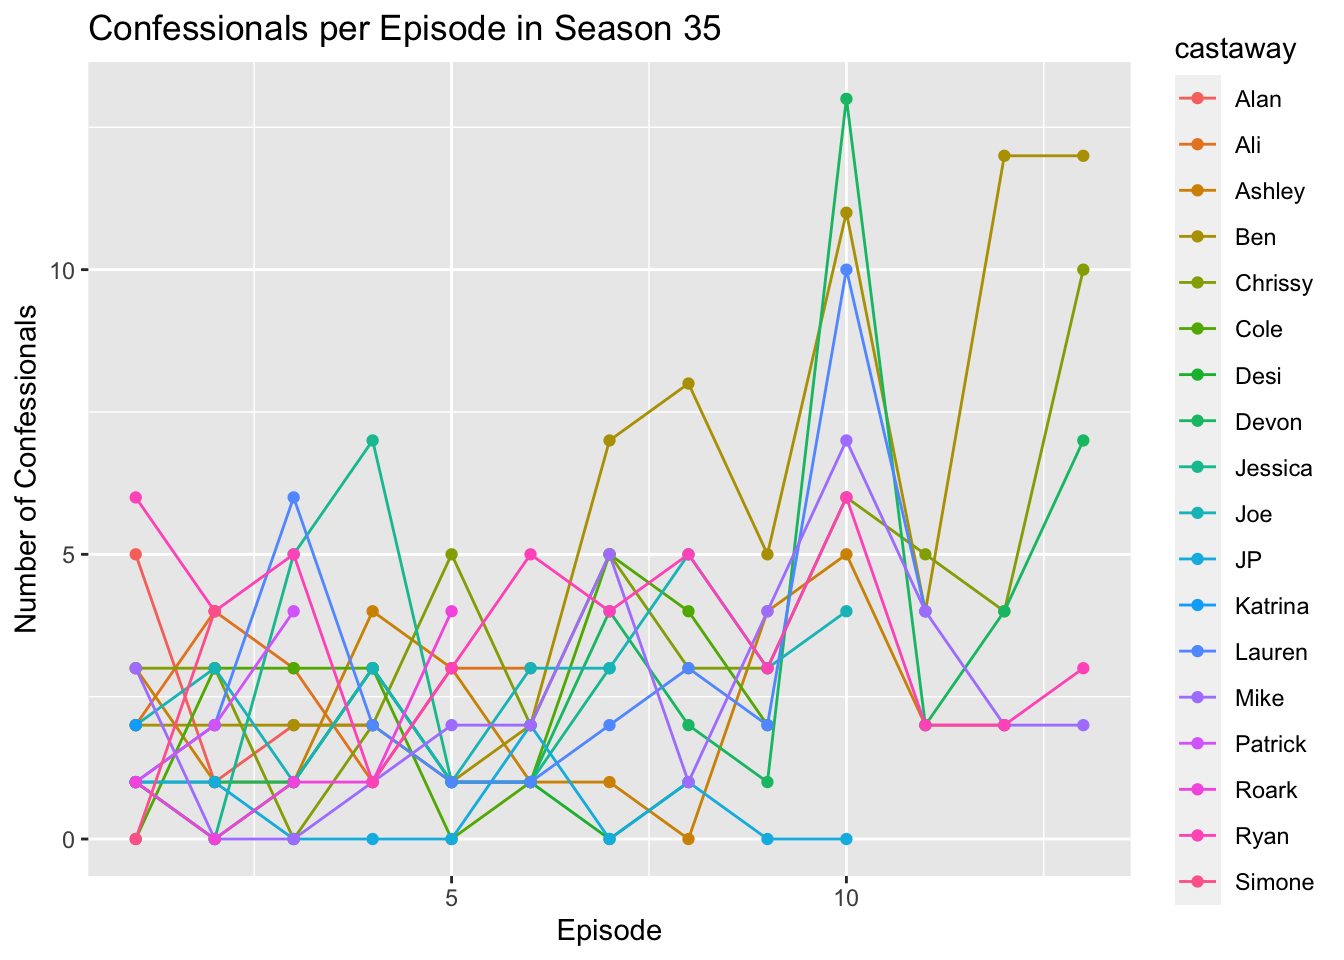 Confessionals per Episode in Season 35
castaway
Alan
Ali
Ashley
Ben
Chrissy
Cole
Desi
Devon
Jessica
Joe
JP
Katrina
Lauren
Mike
Patrick
Roark
Ryan
Simone
Number of Confessionals
10
5
0
5
10
Episode